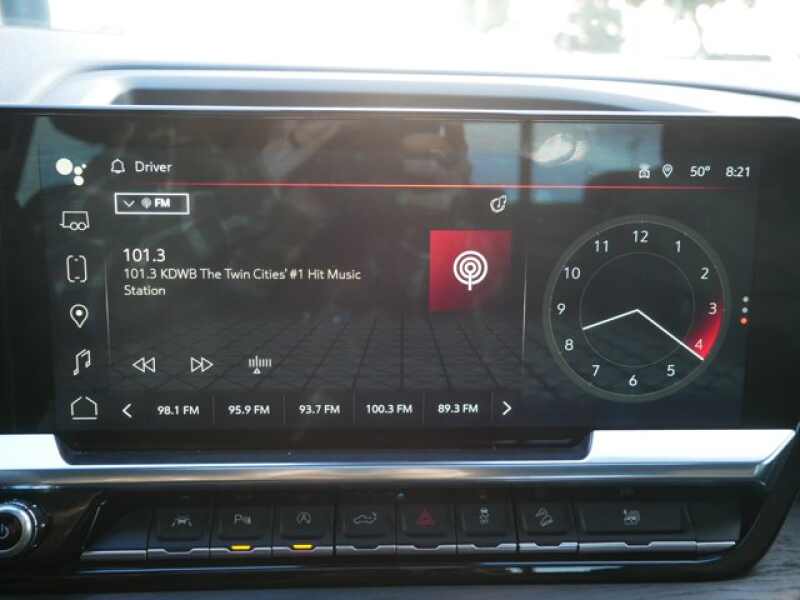 Driver
50° 8:21
FM
101.3
101.3 KDWB The Twin Cities' #1 Hit Music
Station
98.1 FM 95.9 FM 93.7 FM 100.3 FM 89.3 FM
12
11 1
10 2
9 3
8 4
7 5
6
P